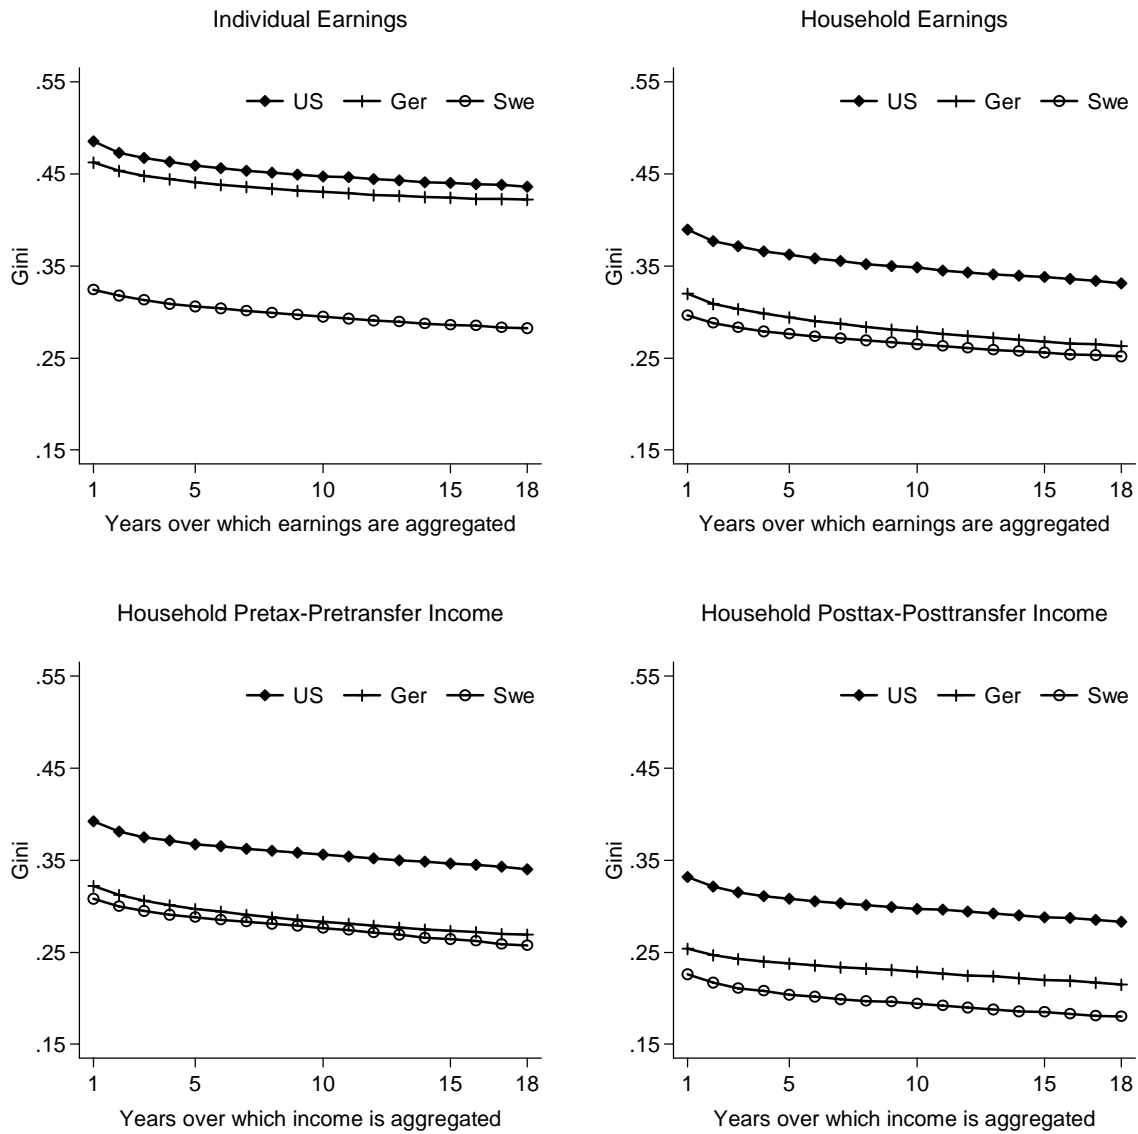 Individual Earnings
.55
.45
.35
.25
.15
Gini
US Ger Swe
1 5 10 15 18
Years over which earnings are aggregated
Household Earnings
.55
.45
.35
.25
.15
Gini
US Ger Swe
1 5 10 15 18
Years over which earnings are aggregated
Household Pretax-Pretransfer Income
.55
.45
.35
.25
.15
Gini
US Ger Swe
1 5 10 15 18
Years over which income is aggregated
Household Posttax-Posttransfer Income
.55
.45
.35
.25
.15
Gini
US Ger Swe
1 5 10 15 18
Years over which income is aggregated